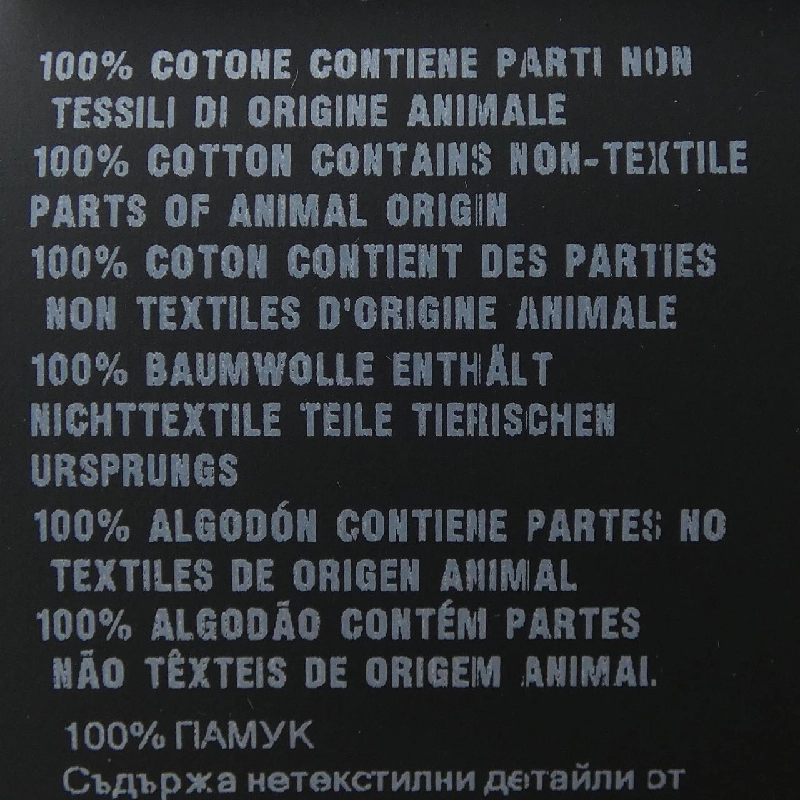 100% COTONE CONTIENE PARTI NON
TESSILI DI ORIGINE ANIMALE
100% COTTON CONTAINS NON-TEXTILE
PARTS OF ANIMAL ORIGIN
100% COTON CONTIENT DES PARTIES
NON TEXTILES D'ORIGINE ANIMALE
100% BAUMWOLLE ENTHÄLT
NICHTTEXTILE TEILE TIERISCHEN
URSPRUNGS
100% ALGODÓN CONTIENE PARTES NO
TEXTILES DE ORIGEN ANIMAL
100% ALGODÃO CONTÉM PARTES
NÃO TÊXTEIS DE ORIGEM ANIMAL
100% ПАМУК
Съдържа нетекстилни детайли от